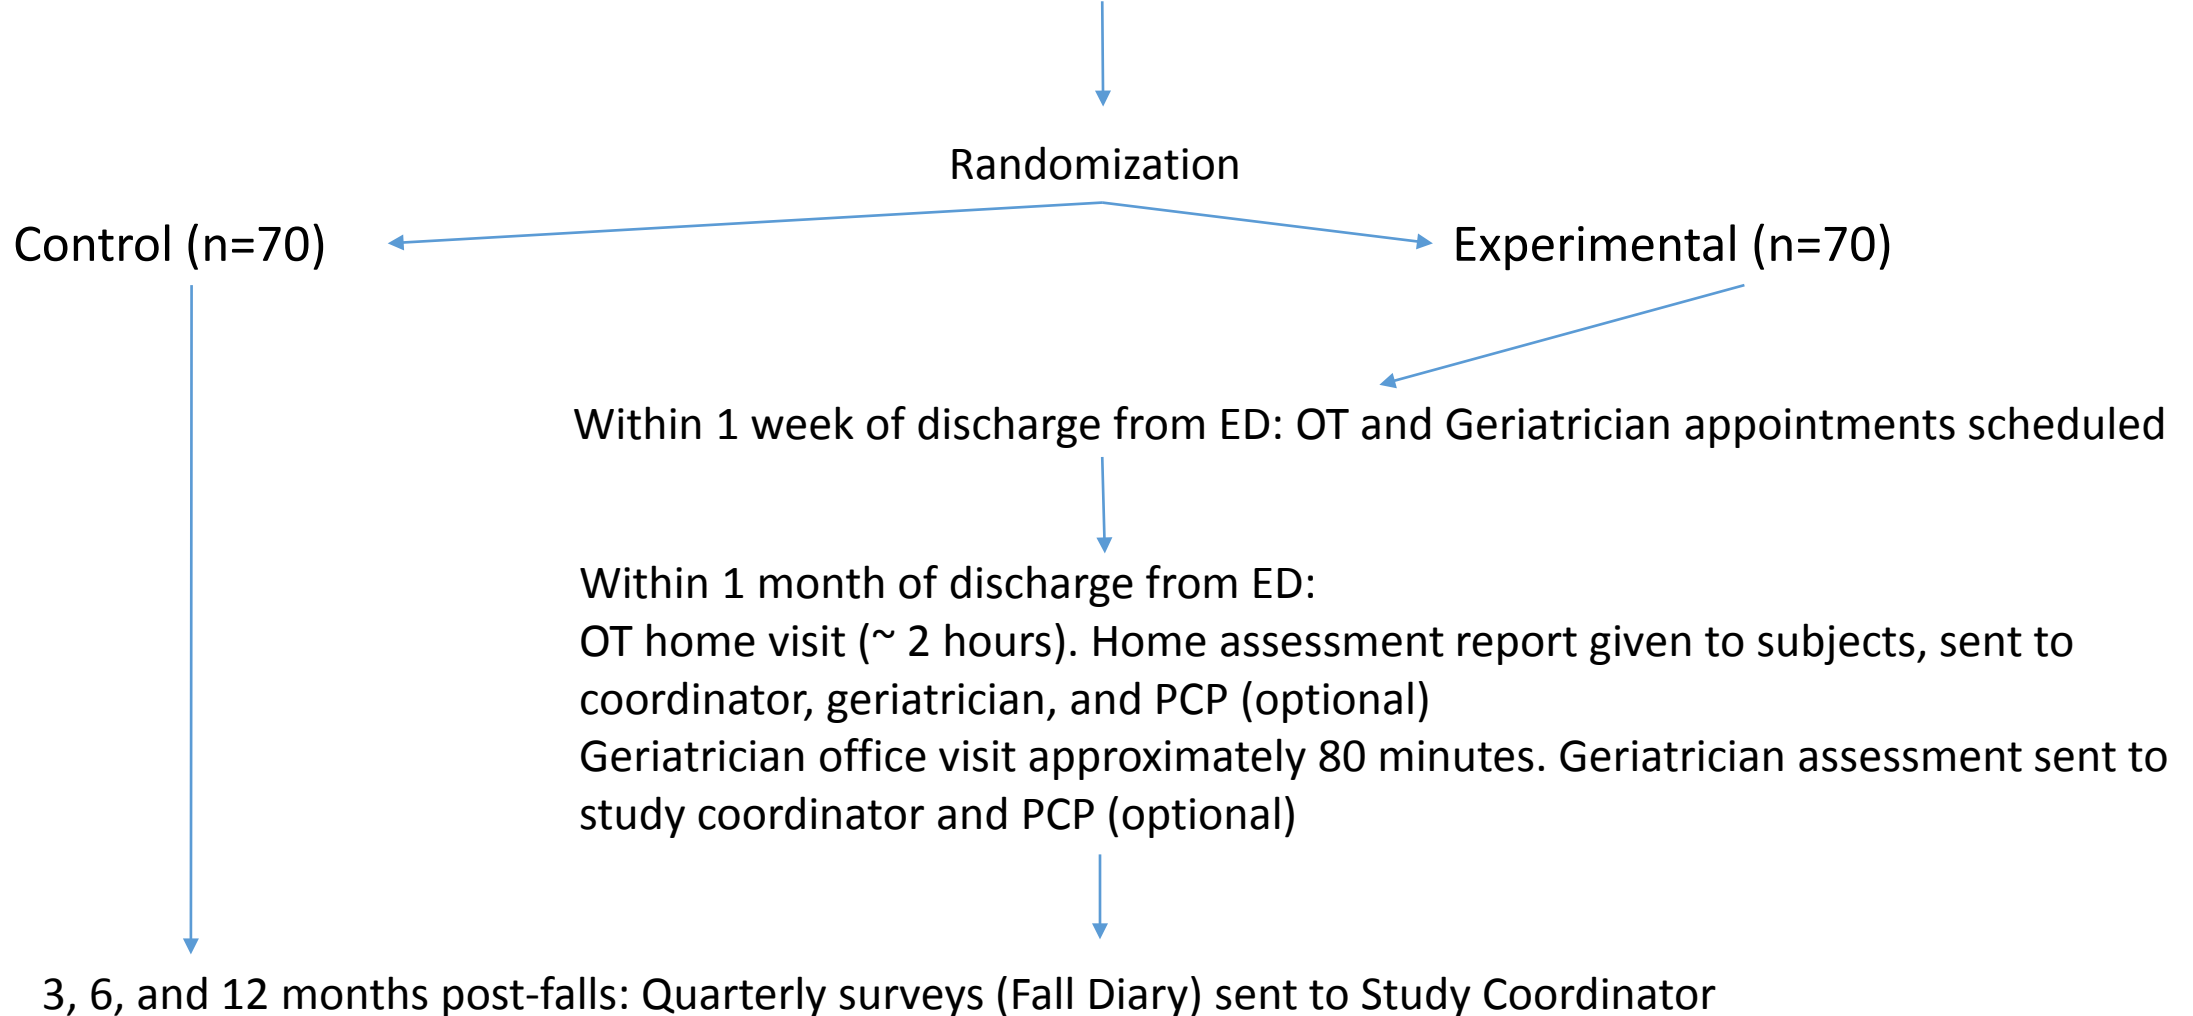 Randomization
Control (n=70)
Experimental (n=70)
Within 1 week of discharge from ED: OT and Geriatrician appointments scheduled
Within 1 month of discharge from ED:
OT home visit (~ 2 hours). Home assessment report given to subjects, sent to
coordinator, geriatrician, and PCP (optional)
Geriatrician office visit approximately 80 minutes. Geriatrician assessment sent to
study coordinator and PCP (optional)
3, 6, and 12 months post-falls: Quarterly surveys (Fall Diary) sent to Study Coordinator